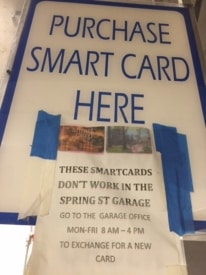 PURCHASE
SMART CARD
HERE
THESE SMARTCARDS
DON'T WORK IN THE
SPRING ST GARAGE
GO TO THE GARAGE OFFICE
MON-FRI 8 AM – 4 PM
TO EXCHANGE FOR A NEW
CARD